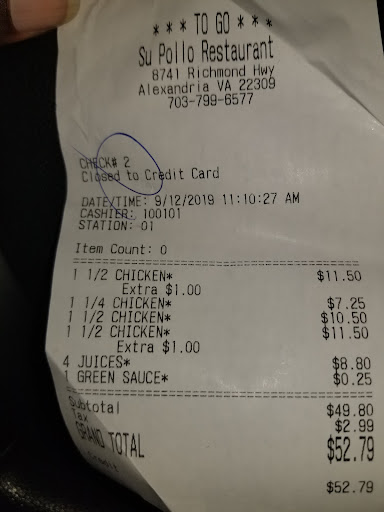 * * * TO GO * * *
Su Pollo Restaurant
8741 Richmond Hwy
Alexandria VA 22309
703-799-6577
CHECK# 2
Closed to Credit Card
DATE/TIME: 9/12/2019 11:10:27 AM
CASHIER: 100101
STATION: 01
Item Count: 0
1 1/2 CHICKEN* $11.50
Extra $1.00
1 1/4 CHICKEN* $7.25
1 1/2 CHICKEN* $10.50
1 1/2 CHICKEN* $11.50
Extra $1.00
4 JUICES* $8.80
1 GREEN SAUCE* $0.25
Subtotal $49.80
Tax $2.99
GRAND TOTAL $52.79
$52.79